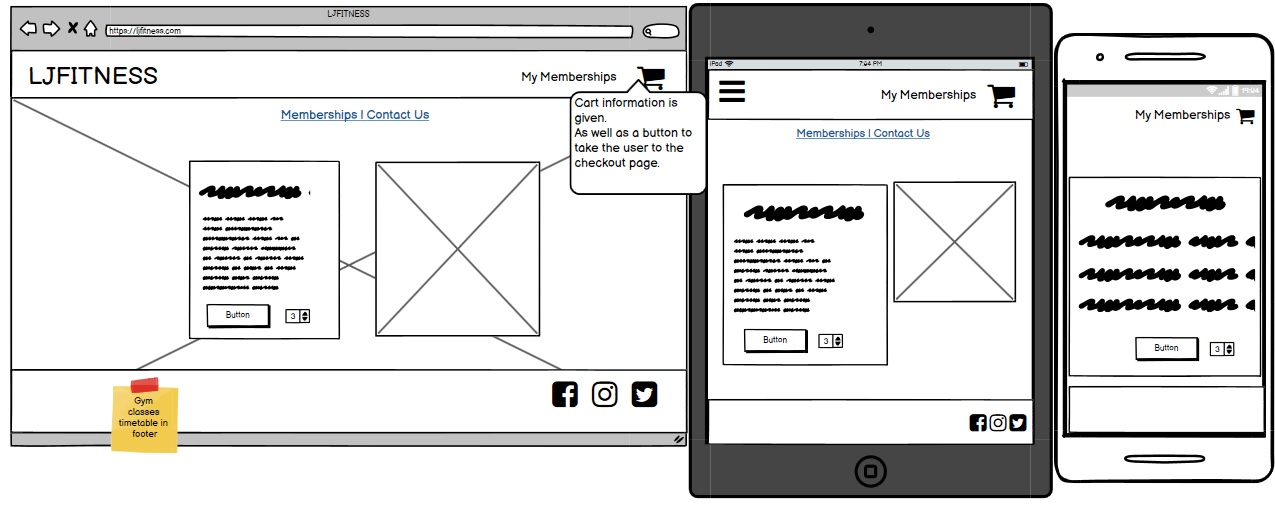 LJFITNESS
https://ljfitness.com
LJFITNESS
My Memberships
Memberships | Contact Us
Cart information is
given.
As well as a button to
take the user to the
checkout page.
Button
3
Gym
classes
timetable in
footer
iPad
7:94 PM
My Memberships
Memberships | Contact Us
Button
3
19:04
My Memberships
Button
3